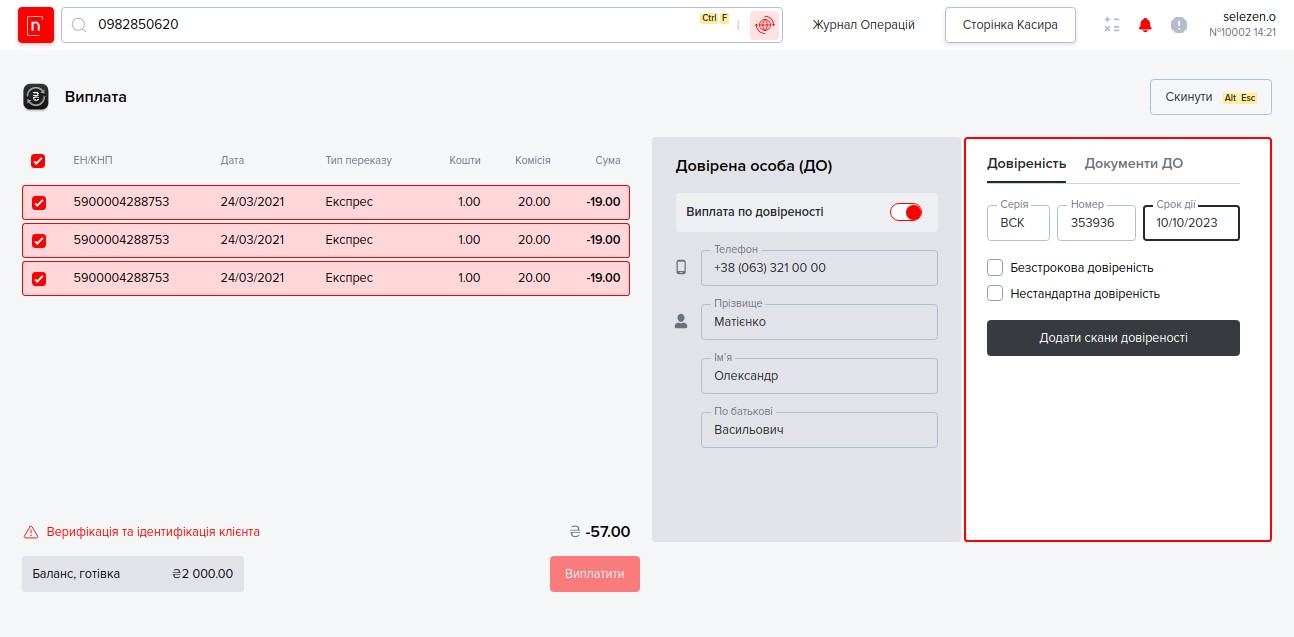 n
0982850620
Ctrl F
Журнал Операцій
Сторінка Касира
selezen.o
№10002 14:21
Виплата
Скинути Alt Esc
ЕН/КНП Дата Тип переказу Кошти Комісія Сума
5900004288753 24/03/2021 Експрес 1.00 20.00 -19.00
5900004288753 24/03/2021 Експрес 1.00 20.00 -19.00
5900004288753 24/03/2021 Експрес 1.00 20.00 -19.00
Верифікація та ідентифікація клієнта
₴ -57.00
Баланс, готівка ₴2 000.00
Виплатити
Довірена особа (ДО)
Виплата по довіреності
Телефон
+38 (063) 321 00 00
Прізвище
Матієнко
Ім'я
Олександр
По батькові
Васильович
Довіреність Документи ДО
Серія Номер Срок дії
ВСК 353936 10/10/2023
Безстрокова довіреність
Нестандартна довіреність
Додати скани довіреності